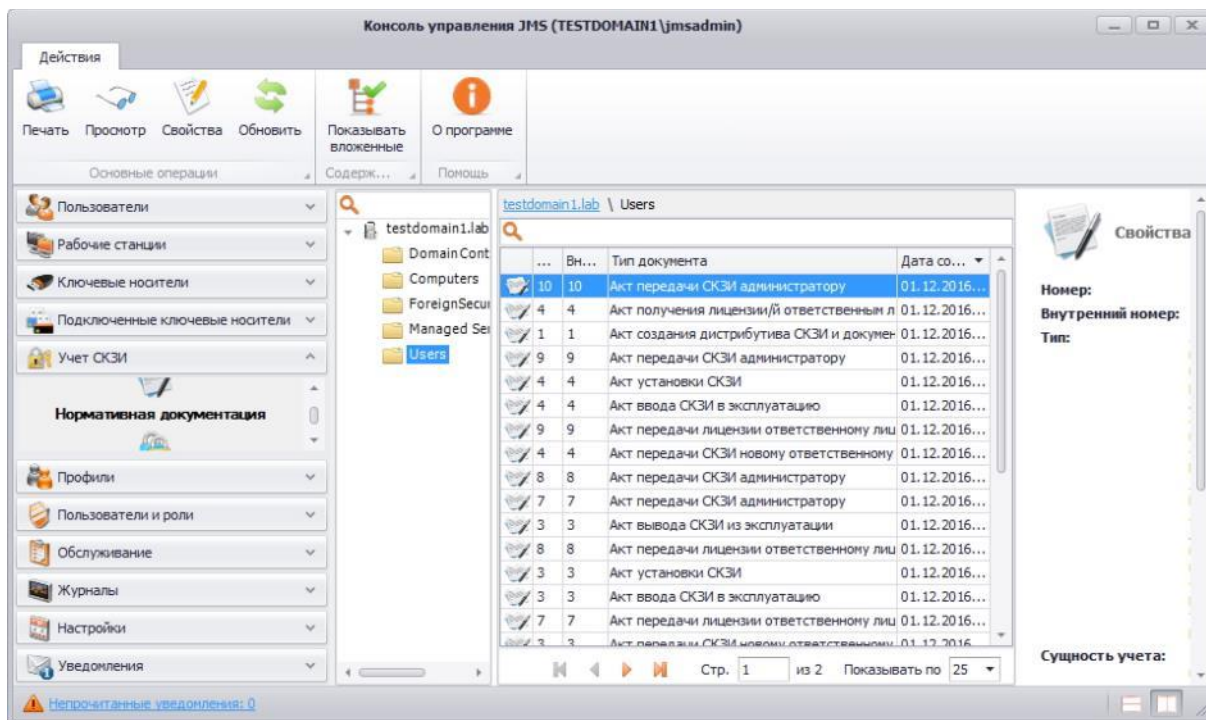 Консоль управления JMS (TESTDOMAIN1\jmsadmin)
Действия
Печать Просмотр Свойства Обновить Показывать вложенные О программе
Основные операции Содерж... Помощь
Пользователи
Рабочие станции
Ключевые носители
Подключенные ключевые носители
Учет СКЗИ
Нормативная документация
Профили
Пользователи и роли
Обслуживание
Журналы
Настройки
Уведомления
testdomain1.lab
DomainCont
Computers
ForeignSecur
Managed Ser
Users
testdomain1.lab \ Users
... Вн... Тип документа Дата со...
10 10 Акт передачи СКЗИ администратору 01.12.2016...
4 4 Акт получения лицензии/й ответственным л 01.12.2016...
1 1 Акт создания дистрибутива СКЗИ и докумен 01.12.2016...
9 9 Акт передачи СКЗИ администратору 01.12.2016...
4 4 Акт установки СКЗИ 01.12.2016...
4 4 Акт ввода СКЗИ в эксплуатацию 01.12.2016...
9 9 Акт передачи лицензии ответственному лиц 01.12.2016...
4 4 Акт передачи СКЗИ новому ответственному 01.12.2016...
8 8 Акт передачи СКЗИ администратору 01.12.2016...
7 7 Акт передачи СКЗИ администратору 01.12.2016...
3 3 Акт вывода СКЗИ из эксплуатации 01.12.2016...
8 8 Акт передачи лицензии ответственному лиц 01.12.2016...
3 3 Акт установки СКЗИ 01.12.2016...
3 3 Акт ввода СКЗИ в эксплуатацию 01.12.2016...
7 7 Акт передачи лицензии ответственному лиц 01.12.2016...
3 3 Акт передачи СКЗИ новому ответственному 01.12.2016
Стр. 1 из 2 Показывать по 25
Свойства
Номер:
Внутренний номер:
Тип:
Сущность учета:
Непрочитанные уведомления: 0